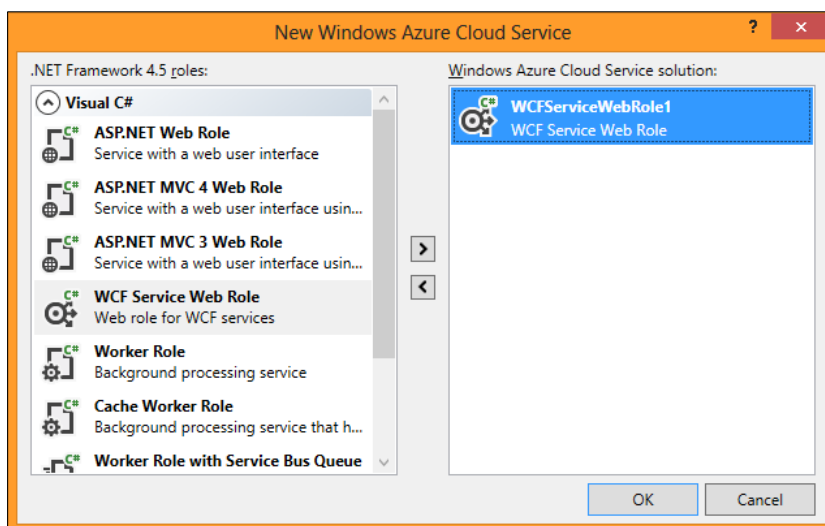 New Windows Azure Cloud Service
?
×
.NET Framework 4.5 roles:
Visual C#
C#
ASP.NET Web Role
Service with a web user interface
C#
ASP.NET MVC 4 Web Role
Service with a web user interface usin...
C#
ASP.NET MVC 3 Web Role
Service with a web user interface usin...
C#
WCF Service Web Role
Web role for WCF services
C#
Worker Role
Background processing service
C#
Cache Worker Role
Background processing service that h...
C#
Worker Role with Service Bus Queue
>
<
Windows Azure Cloud Service solution:
C#
WCFServiceWebRole1
WCF Service Web Role
OK
Cancel